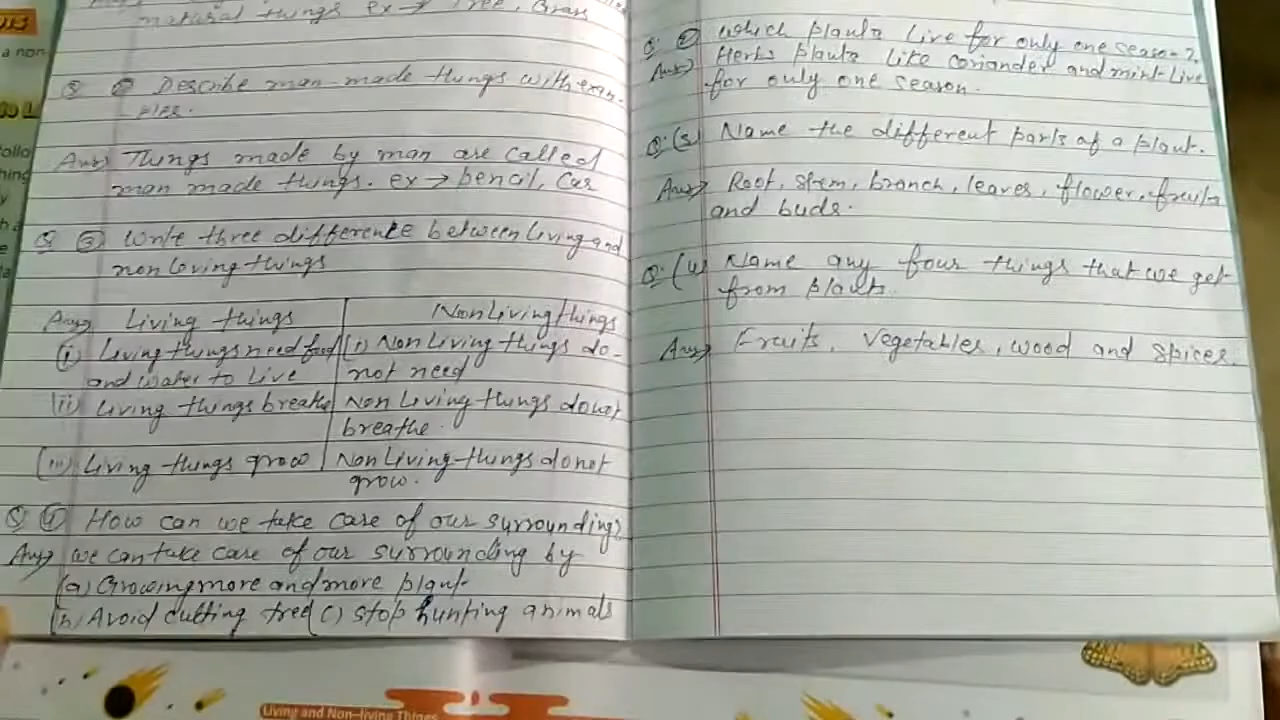 natural things ex → Tree, Grass
Q ② Describe man-made things with exam-
-ples.
Ans) Things made by man are called
man made things. ex → pencil, Car
Q ③ Write three difference between living and
non loving things
Ans) Living things | Non Living things
(i) Living things need food | (i) Non Living things do-
and water to live | not need
(ii) Living things breathe | Non Living things donot
breathe.
(iii) Living things grow | Non Living things donot
grow.
Q ④ How can we take care of our surroundings
Ans) we can take care of our surrounding by
(a) Growing more and more plant
(b) Avoid cutting tree (c) stop hunting animals
Q. ② which plants live for only one season?
Ans) Herbs plants like coriander and mint live
for only one season.
Q. (3) Name the different parts of a plant.
Ans) Root, stem, branch, leaves, flower, fruits
and buds.
Q. (4) Name any four things that we get
from plants.
Ans) Fruits, Vegetables, wood and spices.
a non-
Living and Non-living Things